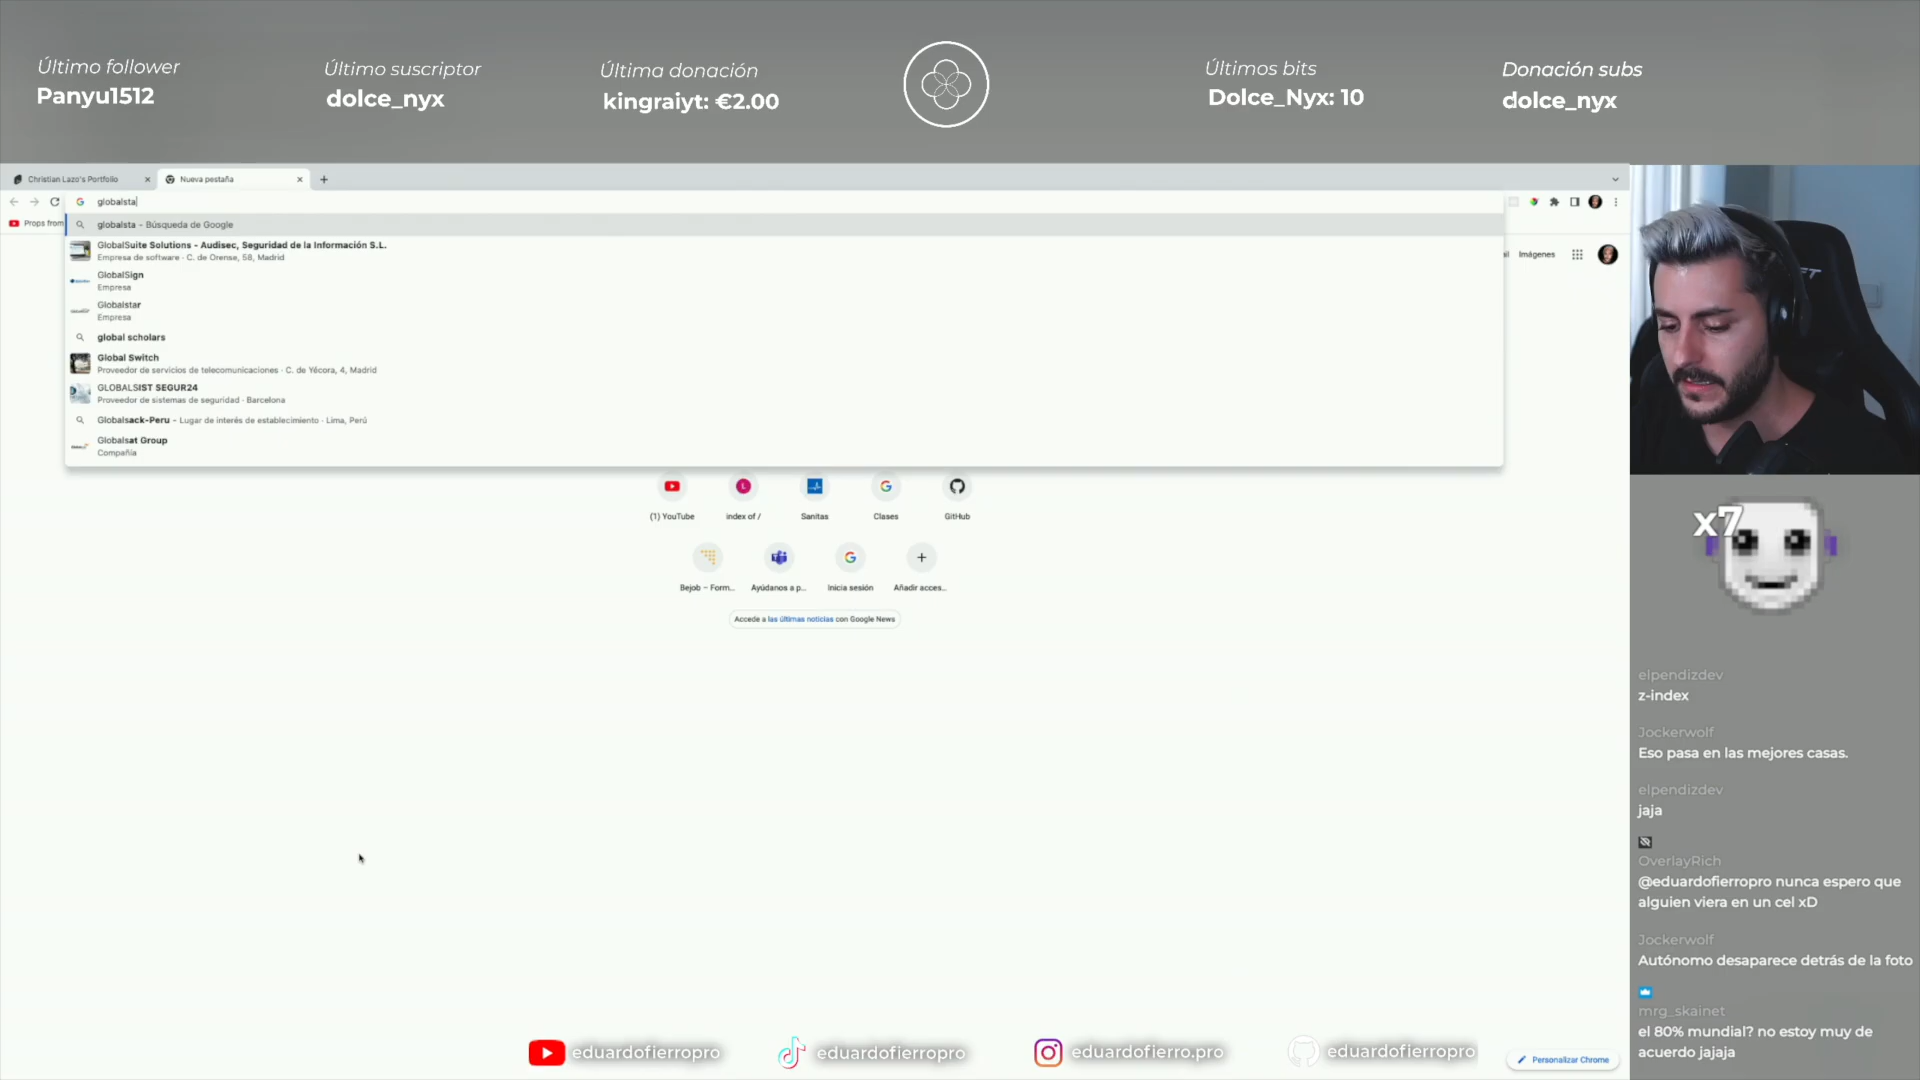 Último follower
Panyu1512
Último suscriptor
dolce_nyx
Última donación
kingraiyt: €2.00
Últimos bits
Dolce_Nyx: 10
Donación subs
dolce_nyx
Christian Lazo's Portfolio
Nueva pestaña
globalsta
Props from
globalsta – Búsqueda de Google
GlobalSuite Solutions - Audisec, Seguridad de la Información S.L.
Empresa de software · C. de Orense, 58, Madrid
GlobalSign
Empresa
Globalstar
Empresa
global scholars
Global Switch
Proveedor de servicios de telecomunicaciones · C. de Yécora, 4, Madrid
GLOBALSIST SEGUR24
Proveedor de sistemas de seguridad · Barcelona
Globalsack-Peru – Lugar de interés de establecimiento · Lima, Perú
Globalsat Group
Compañía
Imágenes
(1) YouTube
index of /
Sanitas
Clases
GitHub
Bejob – Form...
Ayúdanos a p...
Inicia sesión
Añadir acces...
Accede a las últimas noticias con Google News
x7
elpendizdev
z-index
Jockerwolf
Eso pasa en las mejores casas.
elpendizdev
jaja
OverlayRich
@eduardofierropro nunca espero que
alguien viera en un cel xD
Jockerwolf
Autónomo desaparece detrás de la foto
mrg_skainet
el 80% mundial? no estoy muy de
acuerdo jajaja
eduardofierropro
eduardofierropro
eduardofierro.pro
eduardofierropro
Personalizar Chrome